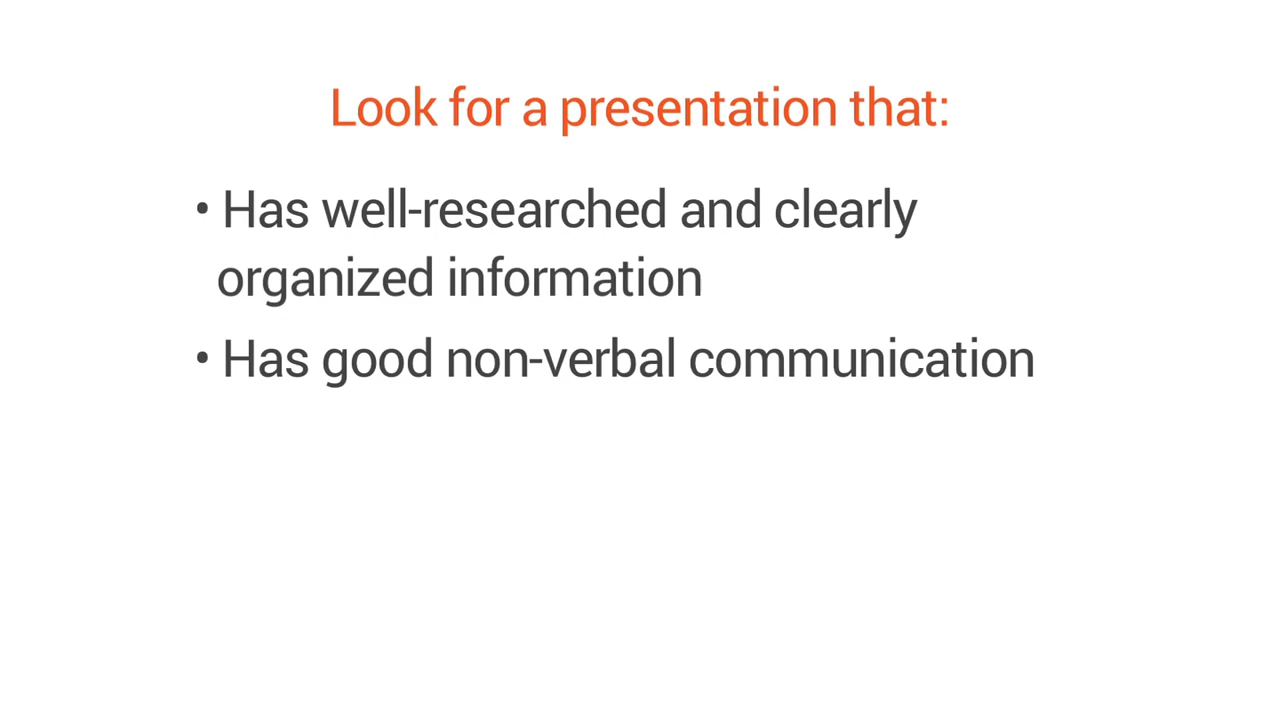 Look for a presentation that:
• Has well-researched and clearly
organized information
• Has good non-verbal communication